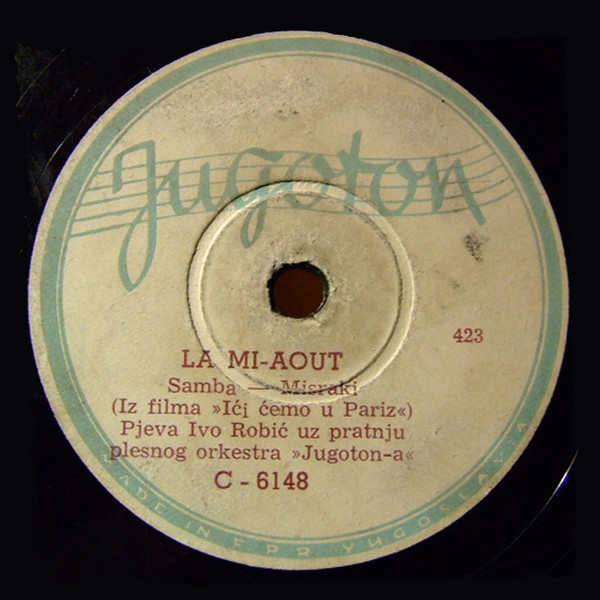 Jugoton
423
LA MI-AOUT
Samba — Misraki
(Iz filma »Ići ćemo u Pariz«)
Pjeva Ivo Robić uz pratnju
plesnog orkestra »Jugoton-a«
C - 6148
MADE IN FPR YUGOSLAVIA